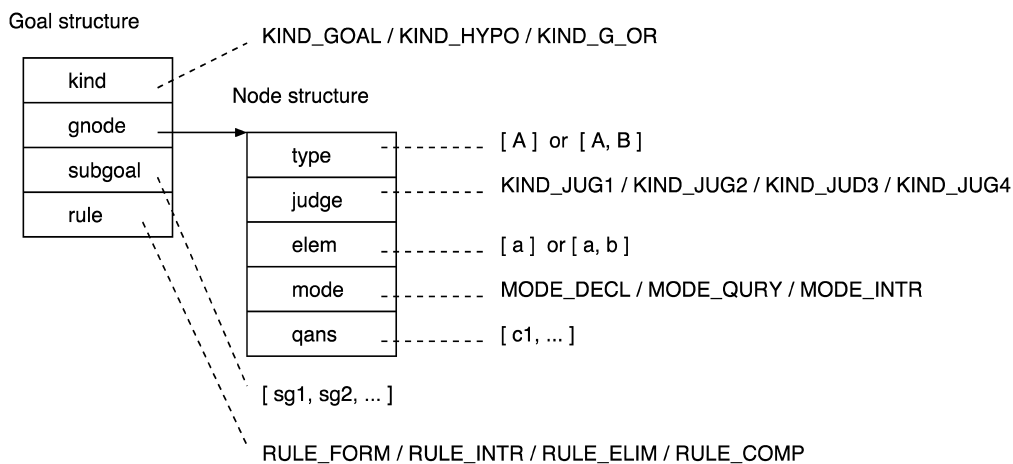 Goal structure
KIND_GOAL / KIND_HYPO / KIND_G_OR
kind
gnode
subgoal
rule
Node structure
type
judge
elem
mode
qans
[ A ] or [ A, B ]
KIND_JUG1 / KIND_JUG2 / KIND_JUD3 / KIND_JUG4
[ a ] or [ a, b ]
MODE_DECL / MODE_QURY / MODE_INTR
[ c1, ... ]
[ sg1, sg2, ... ]
RULE_FORM / RULE_INTR / RULE_ELIM / RULE_COMP